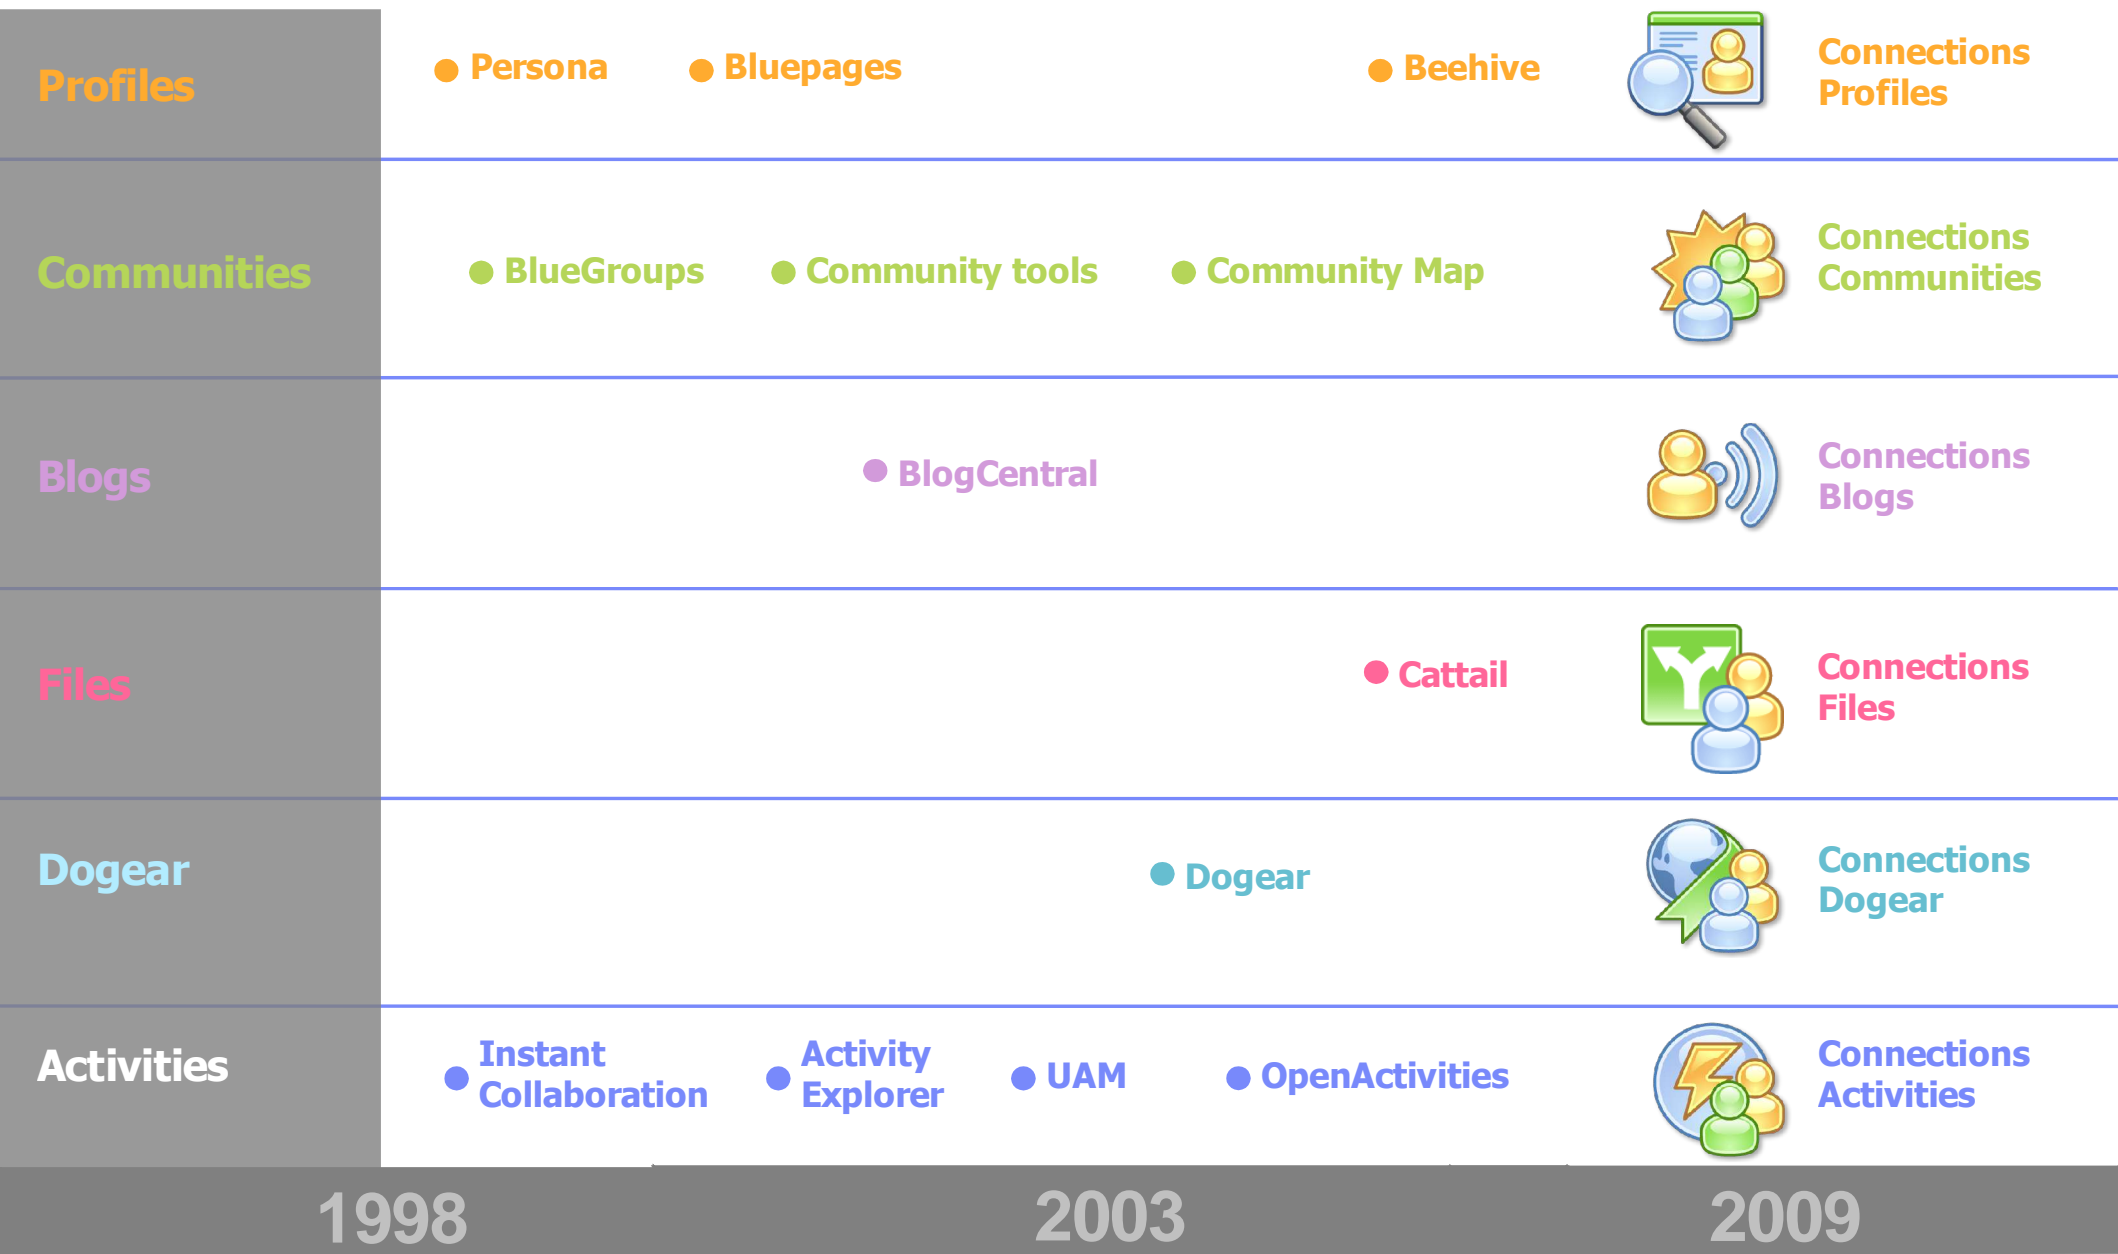 Profiles
Persona
Bluepages
Beehive
Connections
Profiles
Communities
BlueGroups
Community tools
Community Map
Connections
Communities
Blogs
BlogCentral
Connections
Blogs
Files
Cattail
Connections
Files
Dogear
Dogear
Connections
Dogear
Activities
Instant
Collaboration
Activity
Explorer
UAM
OpenActivities
Connections
Activities
1998
2003
2009